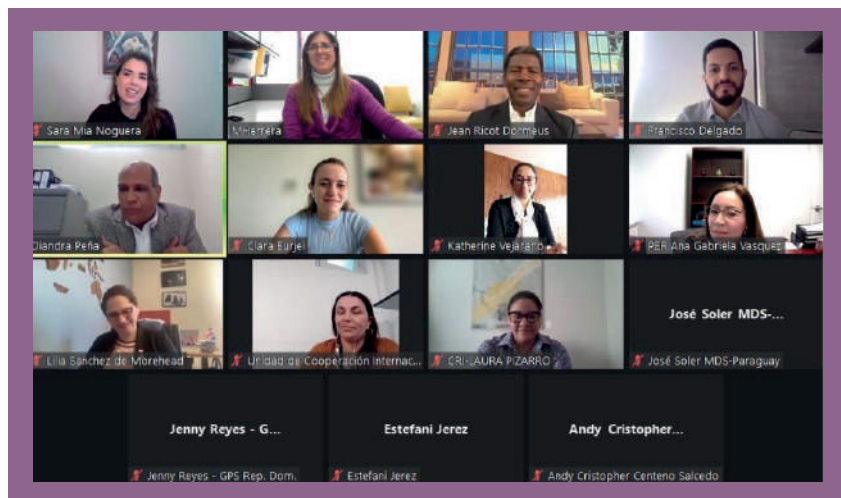 Sara Mia Noguera
MHerrera
Jean Ricot Dormeus
Francisco Delgado
Diandra Peña
Clara Burjel
Katherine Vejarano
PER Ana Gabriela Vasquez
Lilia Sanchez de Morehead
Unidad de Cooperación Internac...
CRI-LAURA PIZARRO
José Soler MDS-...
José Soler MDS-Paraguay
Jenny Reyes - G...
Estefani Jerez
Andy Cristopher...
Jenny Reyes - GPS Rep. Dom.
Estefani Jerez
Andy Cristopher Centeno Salcedo